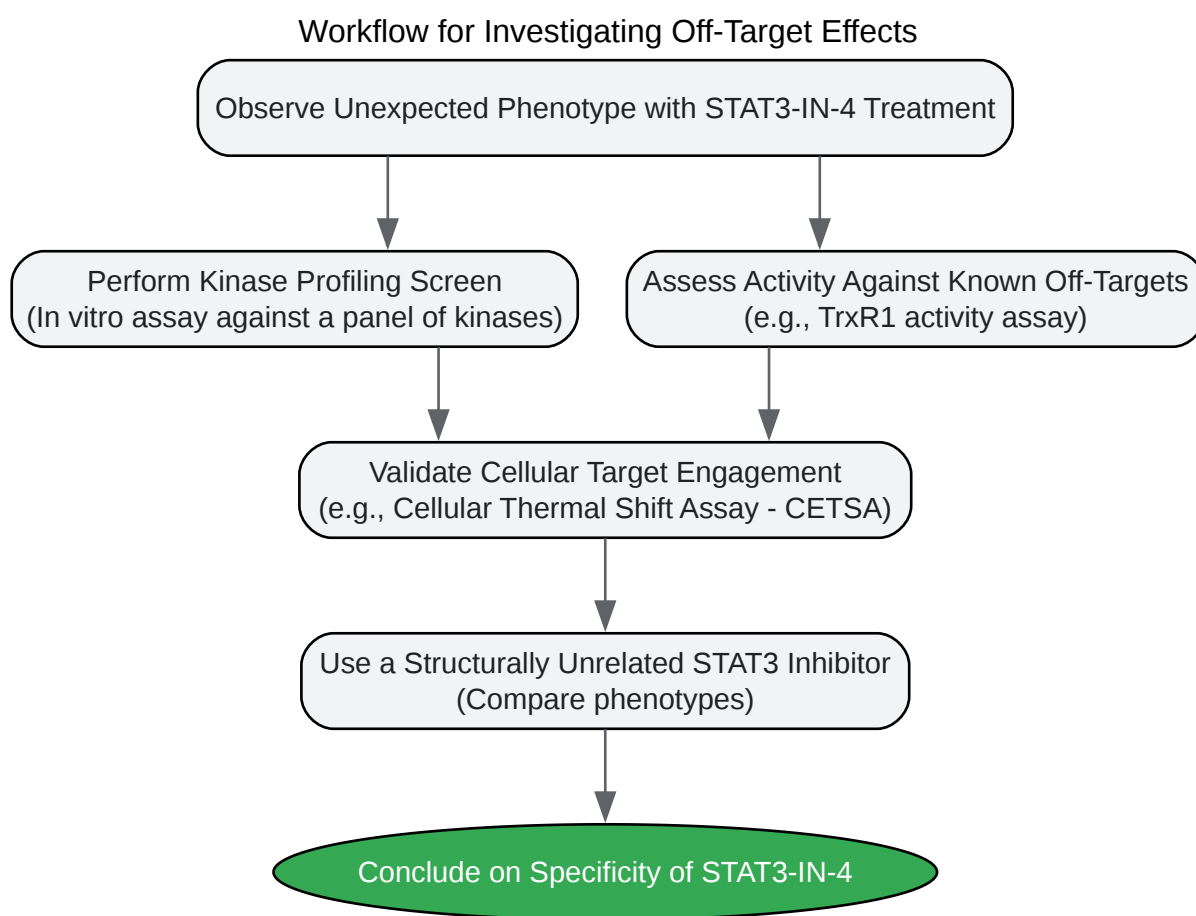 Workflow for Investigating Off-Target Effects
Observe Unexpected Phenotype with STAT3-IN-4 Treatment
Perform Kinase Profiling Screen
(In vitro assay against a panel of kinases)
Assess Activity Against Known Off-Targets
(e.g., TrxR1 activity assay)
Validate Cellular Target Engagement
(e.g., Cellular Thermal Shift Assay - CETSA)
Use a Structurally Unrelated STAT3 Inhibitor
(Compare phenotypes)
Conclude on Specificity of STAT3-IN-4